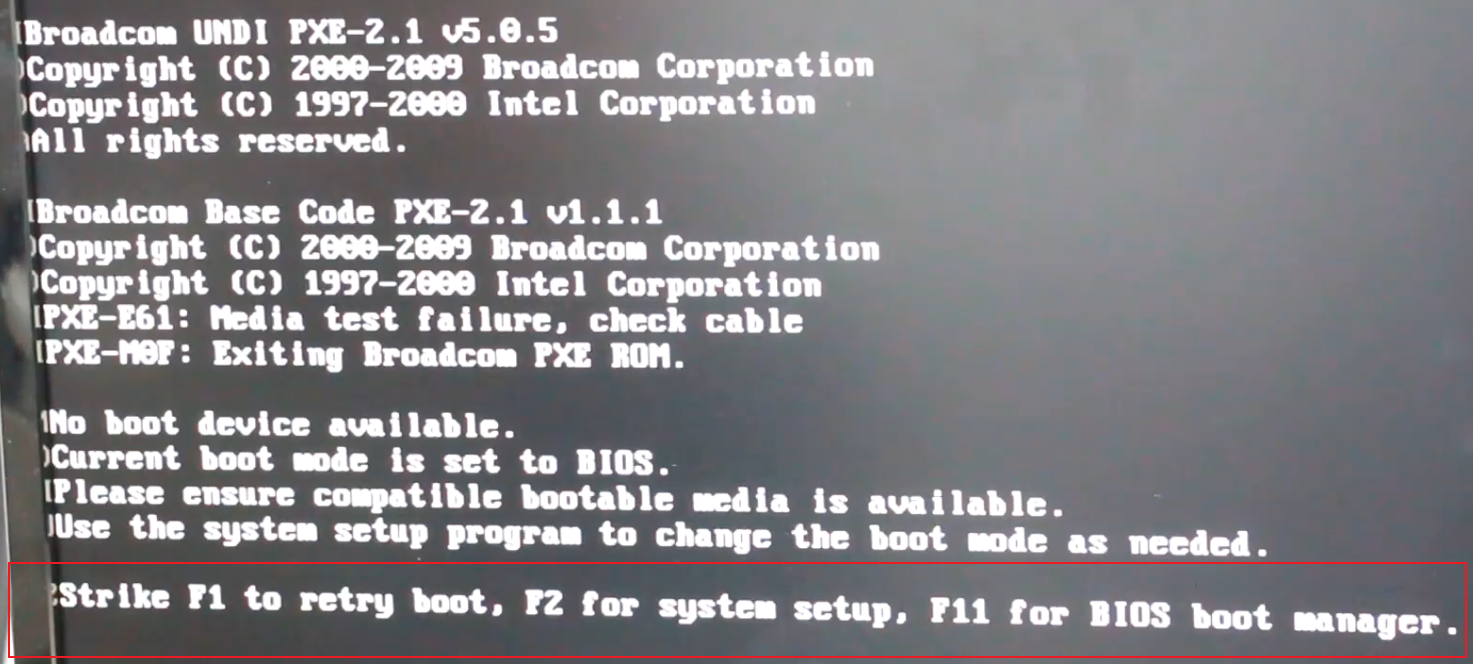 Broadcom UNDI PXE-2.1 v5.0.5
Copyright (C) 2000-2009 Broadcom Corporation
Copyright (C) 1997-2000 Intel Corporation
All rights reserved.
Broadcom Base Code PXE-2.1 v1.1.1
Copyright (C) 2000-2009 Broadcom Corporation
Copyright (C) 1997-2000 Intel Corporation
PXE-E61: Media test failure, check cable
PXE-M0F: Exiting Broadcom PXE ROM.
No boot device available.
Current boot mode is set to BIOS.
Please ensure compatible bootable media is available.
Use the system setup program to change the boot mode as needed.
Strike F1 to retry boot, F2 for system setup, F11 for BIOS boot manager.